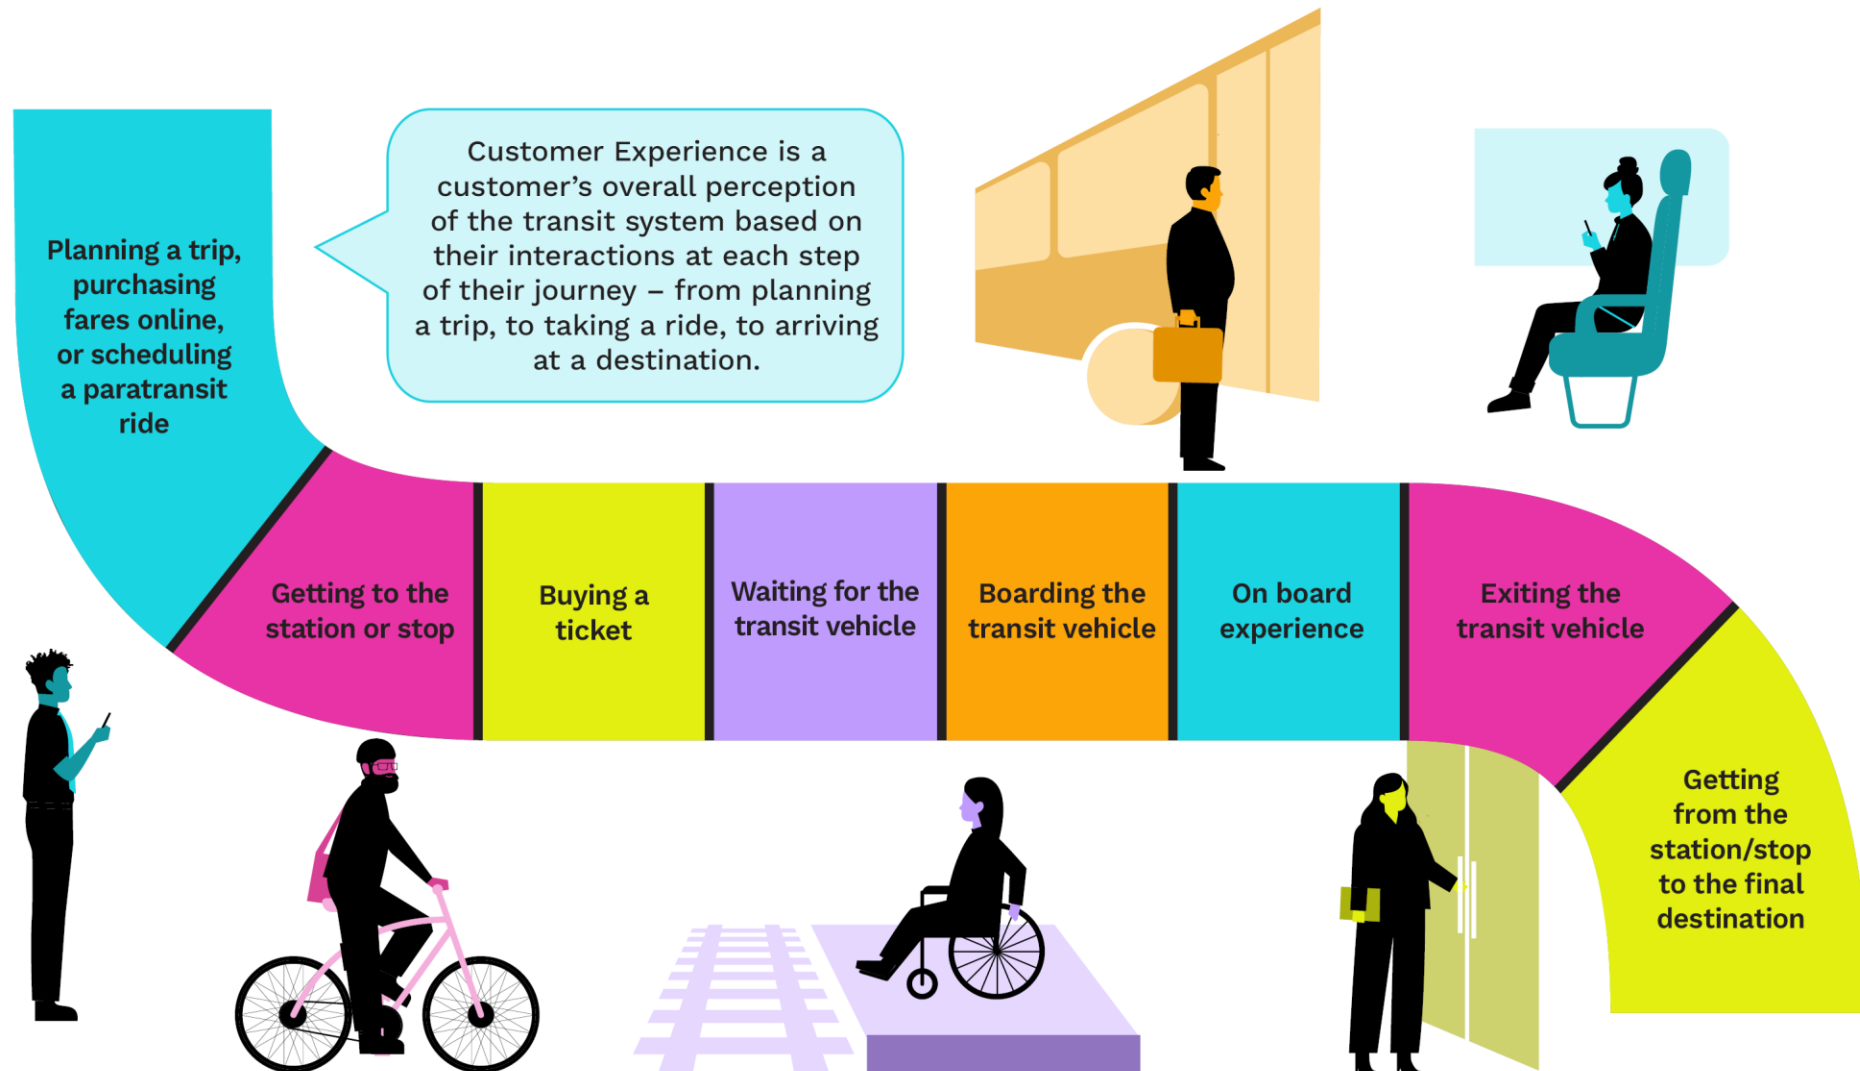 Planning a trip,
purchasing
fares online,
or scheduling
a paratransit
ride
Customer Experience is a
customer’s overall perception
of the transit system based on
their interactions at each step
of their journey – from planning
a trip, to taking a ride, to arriving
at a destination.
Getting to the
station or stop
Buying a
ticket
Waiting for the
transit vehicle
Boarding the
transit vehicle
On board
experience
Exiting the
transit vehicle
Getting
from the
station/stop
to the final
destination